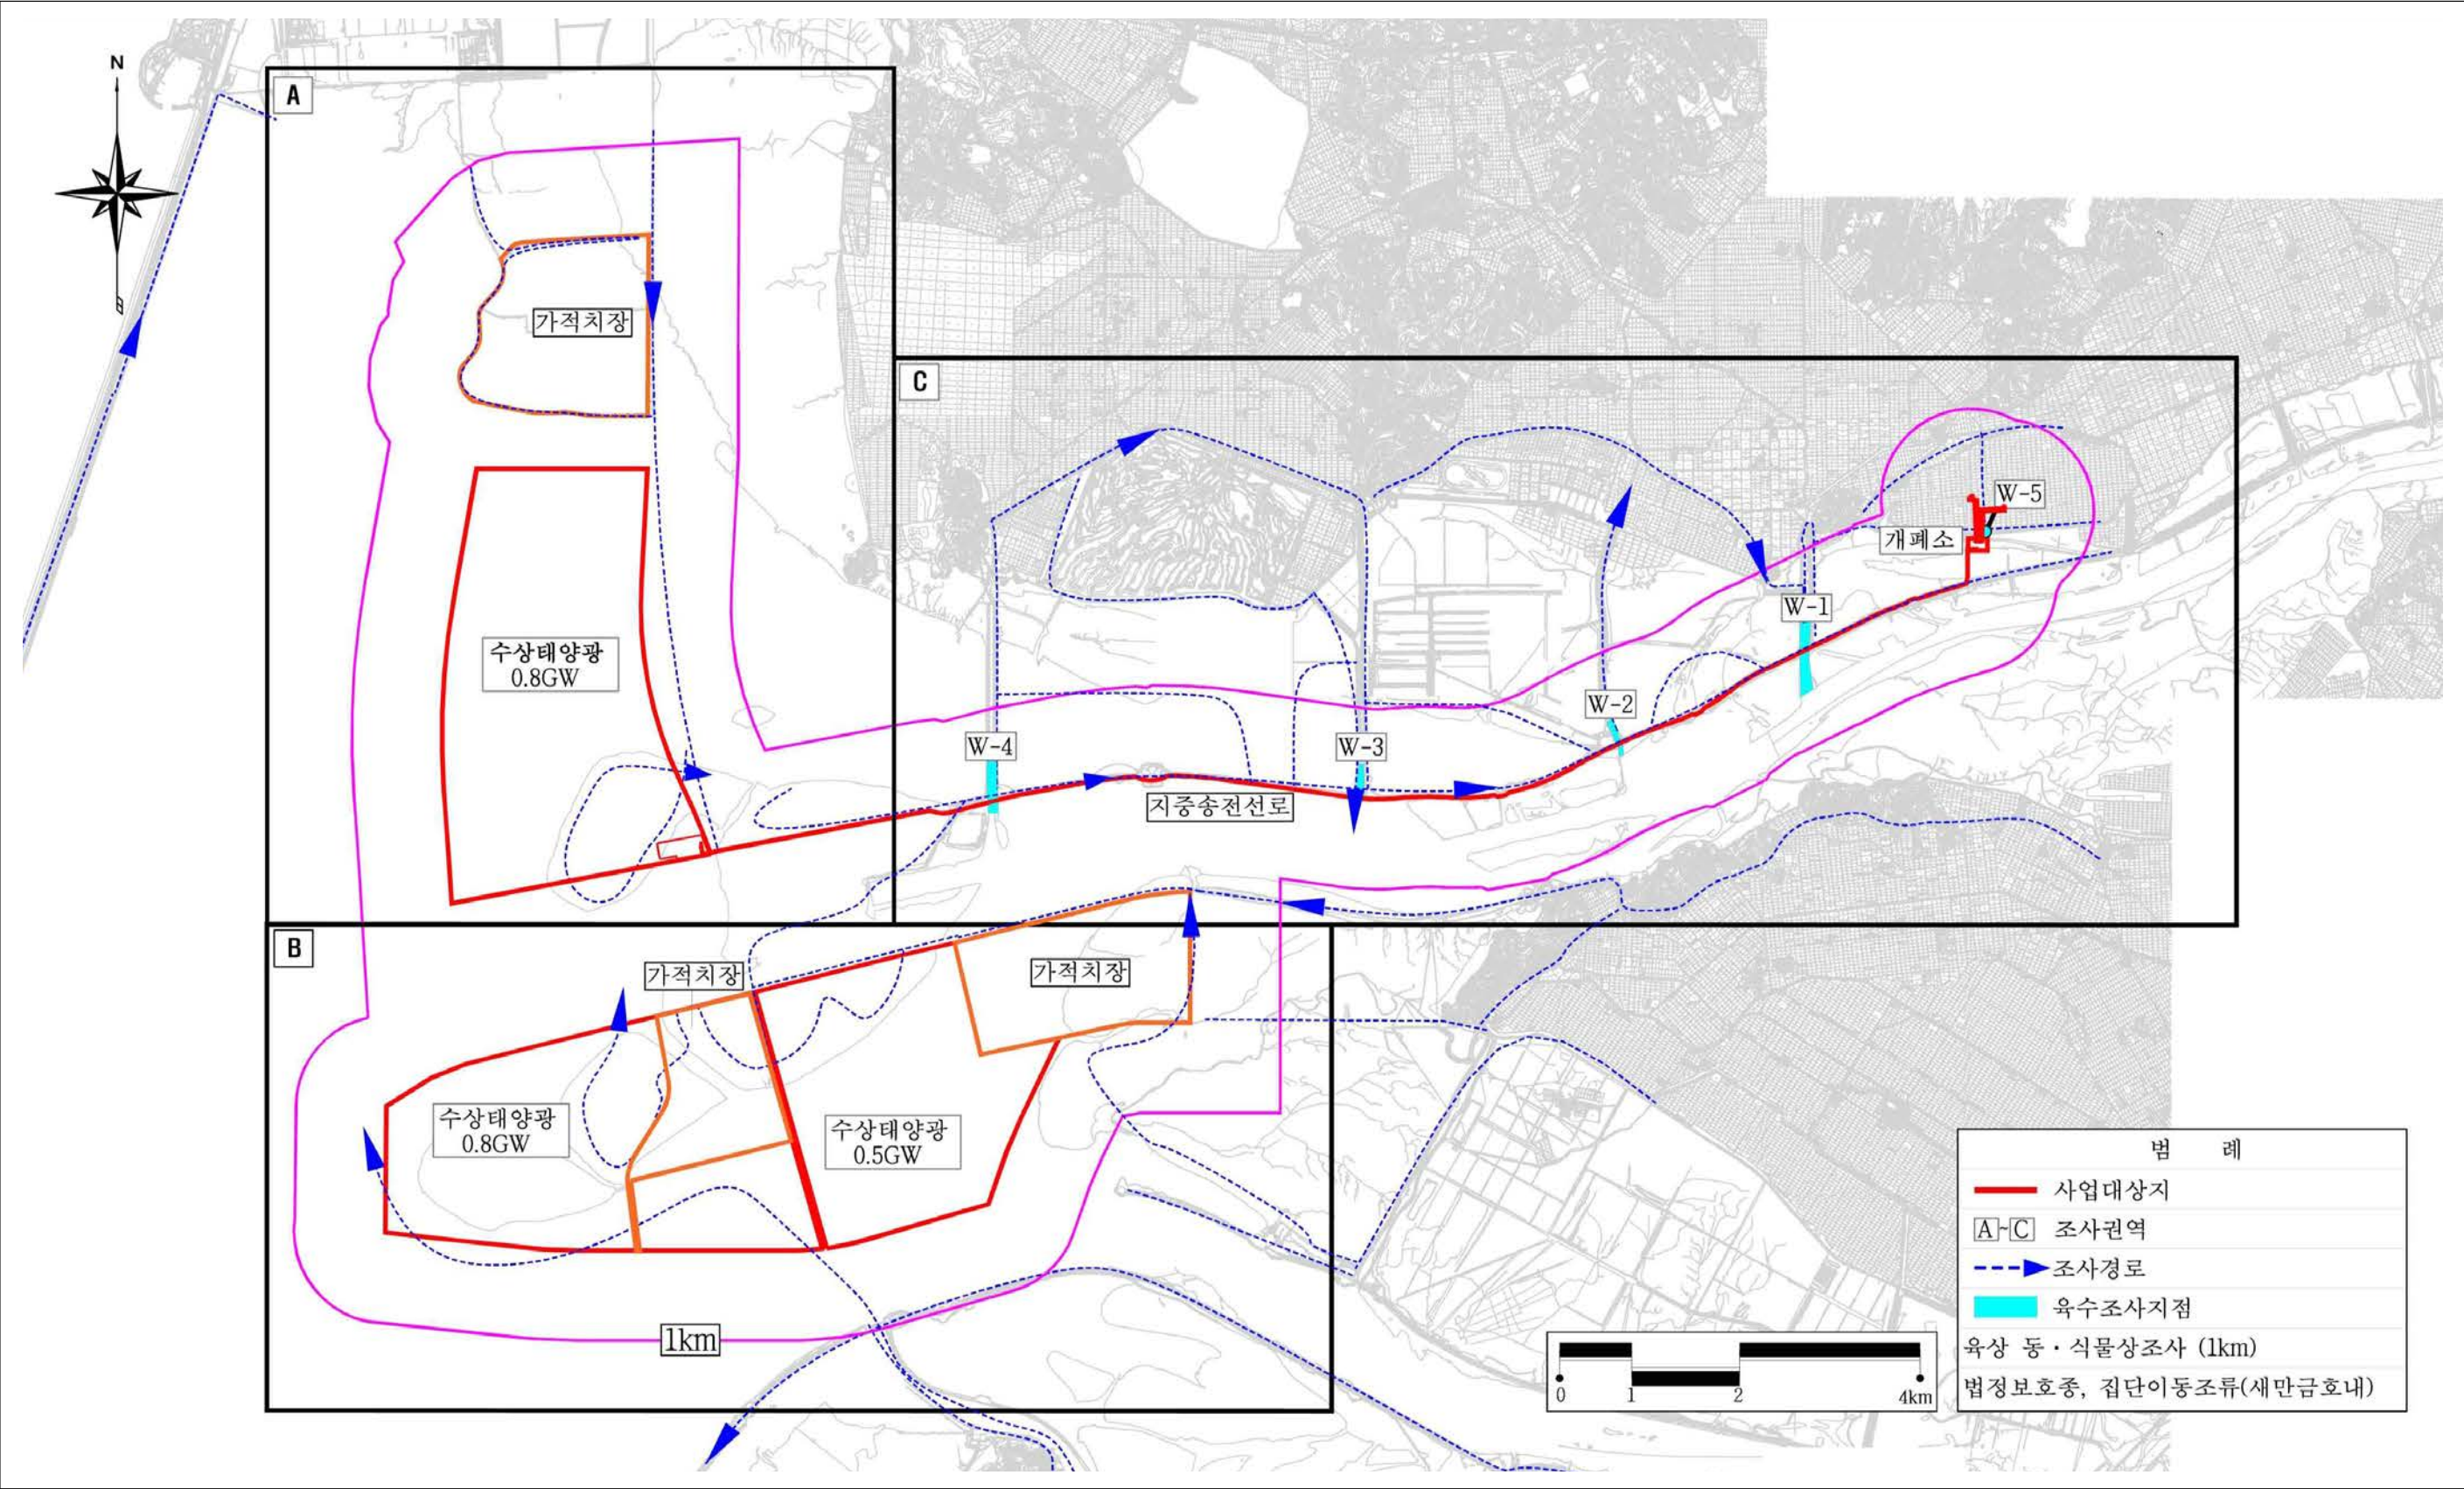 N
A
가적치장
C
W-5
개폐소
W-1
수상태양광
0.8GW
W-2
W-4
W-3
지중송전선로
B
가적치장
가적치장
수상태양광
0.8GW
수상태양광
0.5GW
1km
범 례
사업대상지
A~C 조사권역
조사경로
육수조사지점
육상 동·식물상조사 (1km)
법정보호종, 집단이동조류(새만금호내)
0 1 2 4km